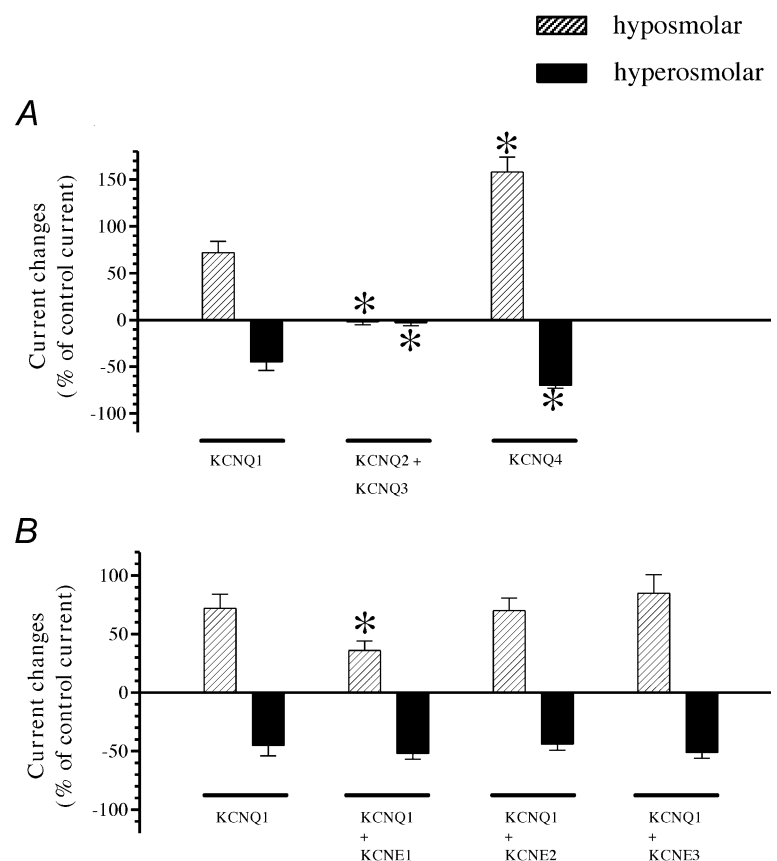 hyposmolar
hyperosmolar
A
Current changes
(% of control current)
150
100
50
0
-50
-100
*
*
*
*
KCNQ1
KCNQ2 +
KCNQ3
KCNQ4
B
Current changes
(% of control current)
100
50
0
-50
-100
*
KCNQ1
KCNQ1
+
KCNE1
KCNQ1
+
KCNE2
KCNQ1
+
KCNE3